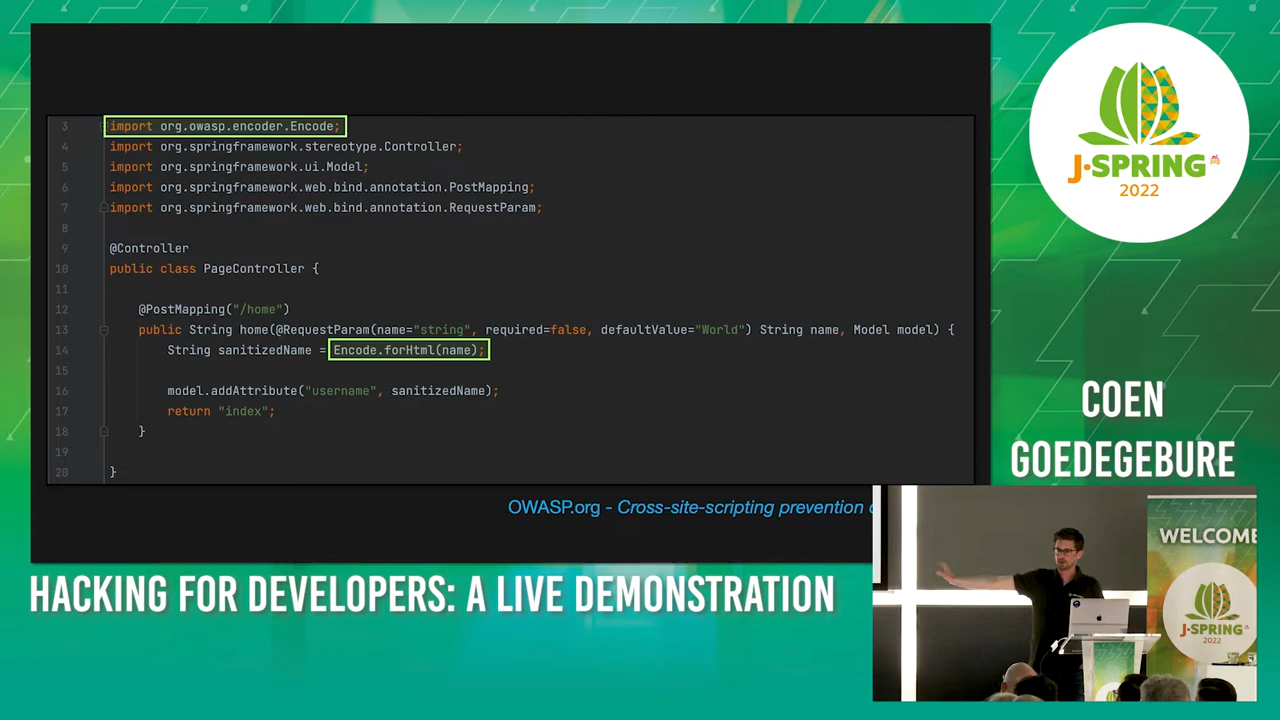 3 import org.owasp.encoder.Encode;
4 import org.springframework.stereotype.Controller;
5 import org.springframework.ui.Model;
6 import org.springframework.web.bind.annotation.PostMapping;
7 import org.springframework.web.bind.annotation.RequestParam;
8
9 @Controller
10 public class PageController {
11
12 @PostMapping("/home")
13 public String home(@RequestParam(name="string", required=false, defaultValue="World") String name, Model model) {
14 String sanitizedName = Encode.forHtml(name);
15
16 model.addAttribute("username", sanitizedName);
17 return "index";
18 }
19
20 }
OWASP.org - Cross-site-scripting prevention
HACKING FOR DEVELOPERS: A LIVE DEMONSTRATION
J-SPRING
2022
COEN
GOEDEGEBURE
WELCOME
J-SPRING
2022